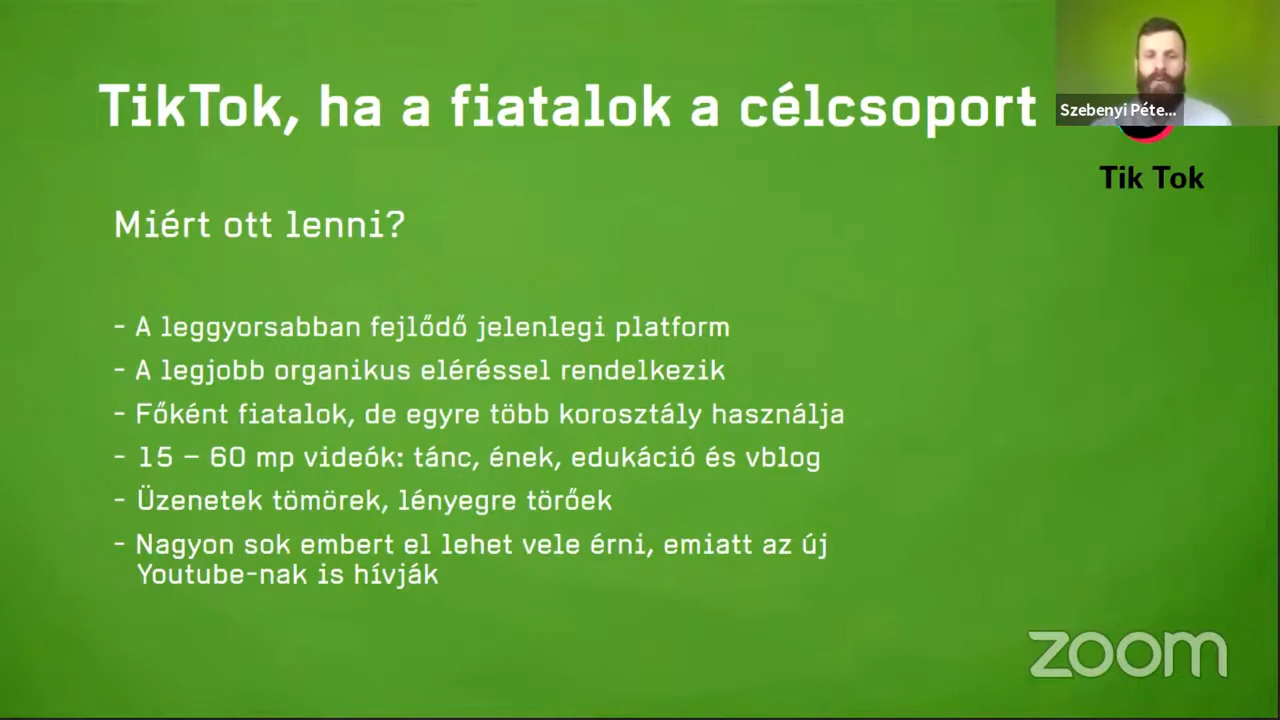 TikTok, ha a fiatalok a célcsoport
Szebenyi Péte...
Tik Tok
Miért ott lenni?
- A leggyorsabban fejlődő jelenlegi platform
- A legjobb organikus eléréssel rendelkezik
- Főként fiatalok, de egyre több korosztály használja
- 15 – 60 mp videók: tánc, ének, edukáció és vblog
- Üzenetek tömörek, lényegre törőek
- Nagyon sok embert el lehet vele érni, emiatt az új
Youtube-nak is hívják
zoom